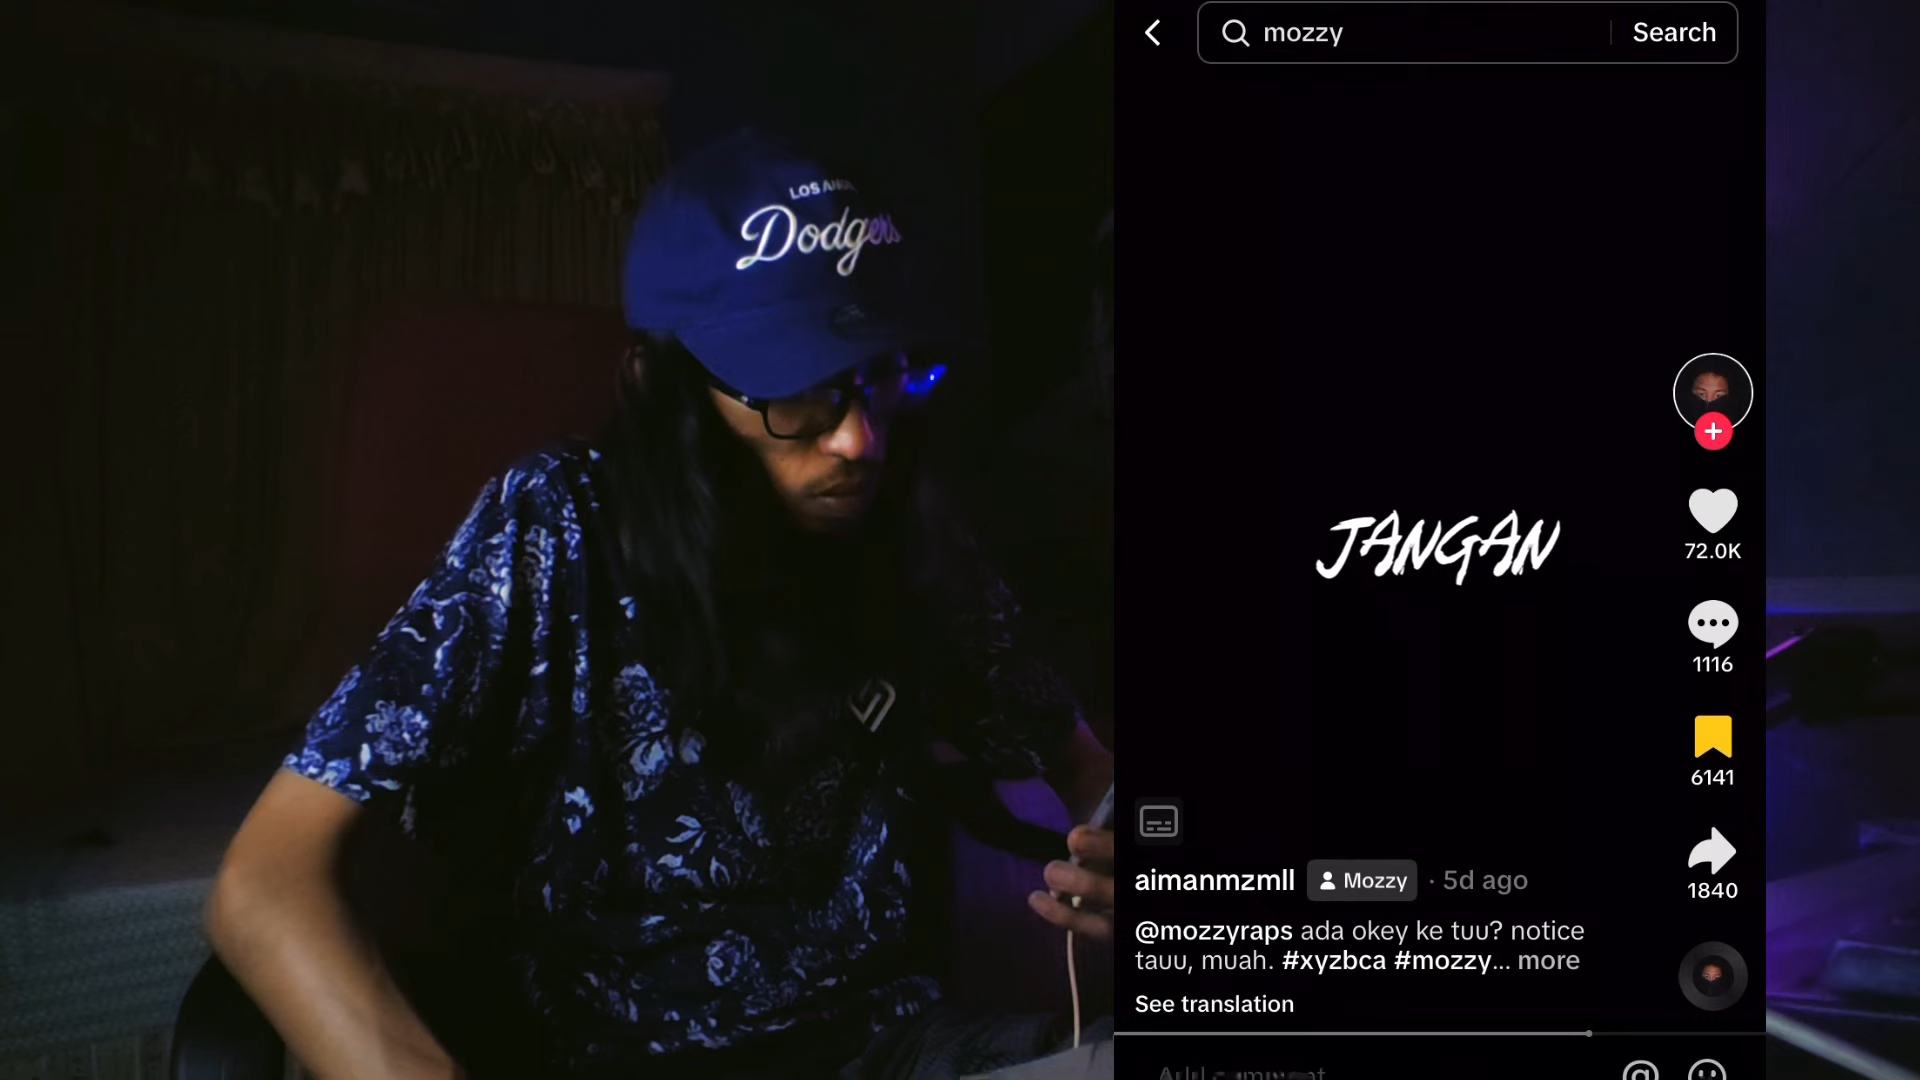 LOS
Dodgers
mozzy
Search
JANGAN
72.0K
1116
6141
1840
aimanmzmll
Mozzy
· 5d ago
@mozzyraps ada okey ke tuu? notice
tauu, muah. #xyzbca #mozzy... more
See translation